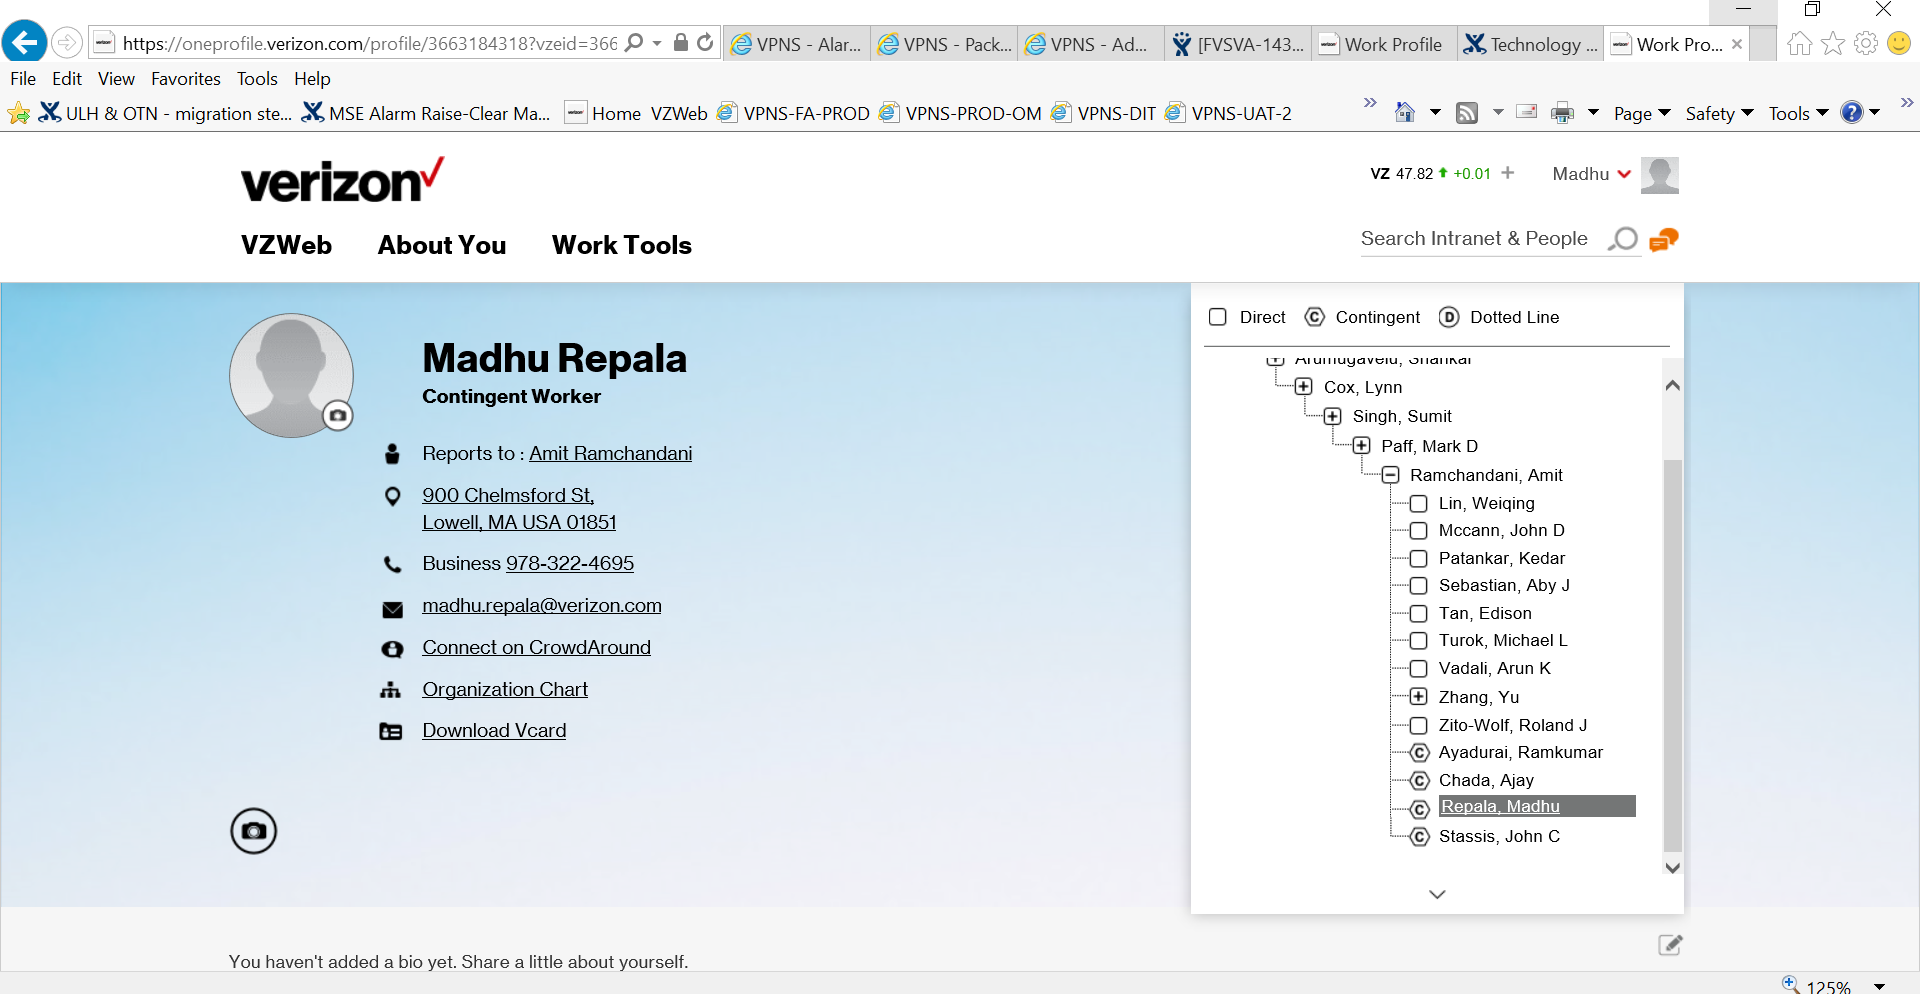 https://oneprofile.verizon.com/profile/3663184318?vzeid=366
VPNS - Alar...
VPNS - Pack...
VPNS - Ad...
[FVSVA-143...
Work Profile
Technology ...
Work Pro...
File Edit View Favorites Tools Help
ULH & OTN - migration ste... MSE Alarm Raise-Clear Ma... Home VZWeb VPNS-FA-PROD VPNS-PROD-OM VPNS-DIT VPNS-UAT-2
Page Safety Tools
verizon
VZ 47.82 +0.01
Madhu
VZWeb About You Work Tools
Search Intranet & People
Madhu Repala
Contingent Worker
Reports to : Amit Ramchandani
900 Chelmsford St,
Lowell, MA USA 01851
Business 978-322-4695
madhu.repala@verizon.com
Connect on CrowdAround
Organization Chart
Download Vcard
Direct C Contingent D Dotted Line
Arumugavelu, Shankar
Cox, Lynn
Singh, Sumit
Paff, Mark D
Ramchandani, Amit
Lin, Weiqing
Mccann, John D
Patankar, Kedar
Sebastian, Aby J
Tan, Edison
Turok, Michael L
Vadali, Arun K
Zhang, Yu
Zito-Wolf, Roland J
C Ayadurai, Ramkumar
C Chada, Ajay
C Repala, Madhu
C Stassis, John C
You haven't added a bio yet. Share a little about yourself.
125%